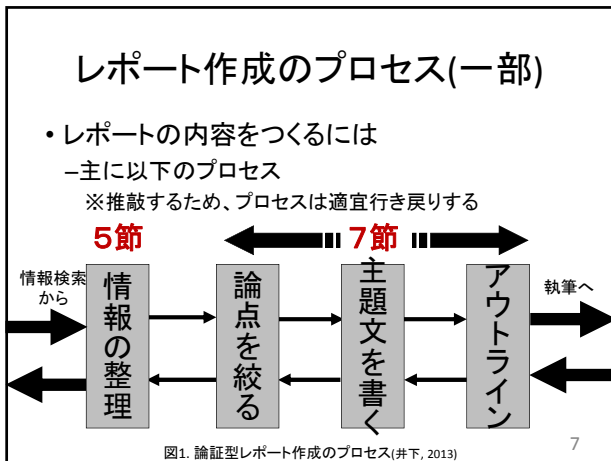 レポート作成のプロセス(一部)
• レポートの内容をつくるには
–主に以下のプロセス
※推敲するため、プロセスは適宜行き戻りする
5節
7節
情報検索
から
情報の整理
論点を絞る
主題文を書く
アウトライン
執筆へ
図1. 論証型レポート作成のプロセス(井下, 2013)
7